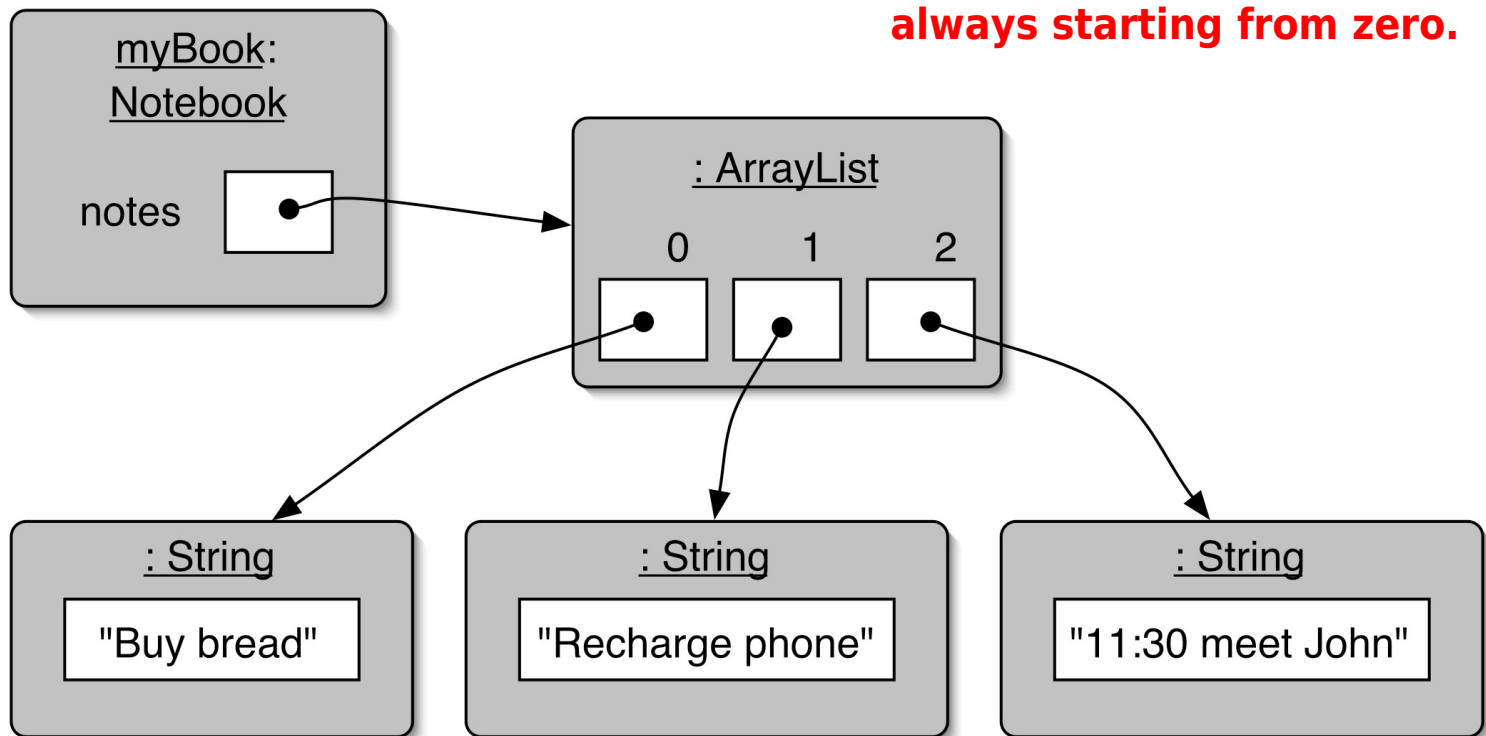 always starting from zero.
myBook:
Notebook
notes
: ArrayList
0 1 2
: String
"Buy bread"
: String
"Recharge phone"
: String
"11:30 meet John"